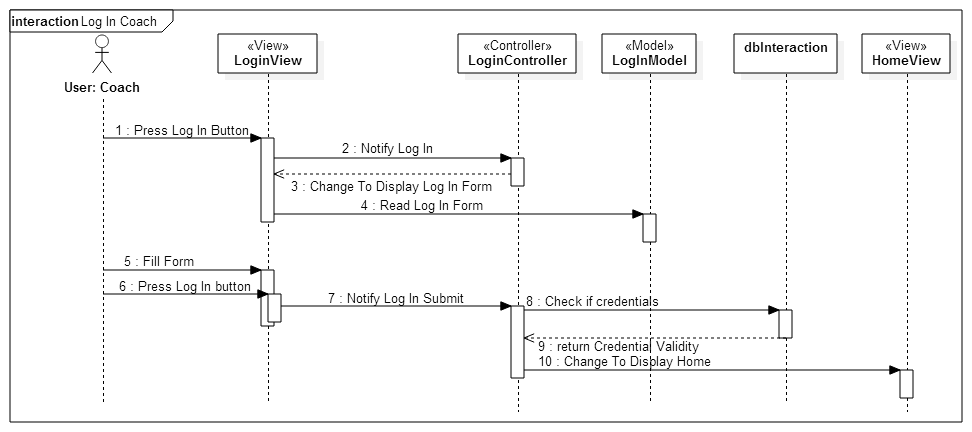 interaction Log In Coach
«View»
LoginView
«Controller»
LoginController
«Model»
LogInModel
dbInteraction
«View»
HomeView
User: Coach
1 : Press Log In Button
2 : Notify Log In
3 : Change To Display Log In Form
4 : Read Log In Form
5 : Fill Form
6 : Press Log In button
7 : Notify Log In Submit
8 : Check if credentials
9 : return Credential Validity
10 : Change To Display Home